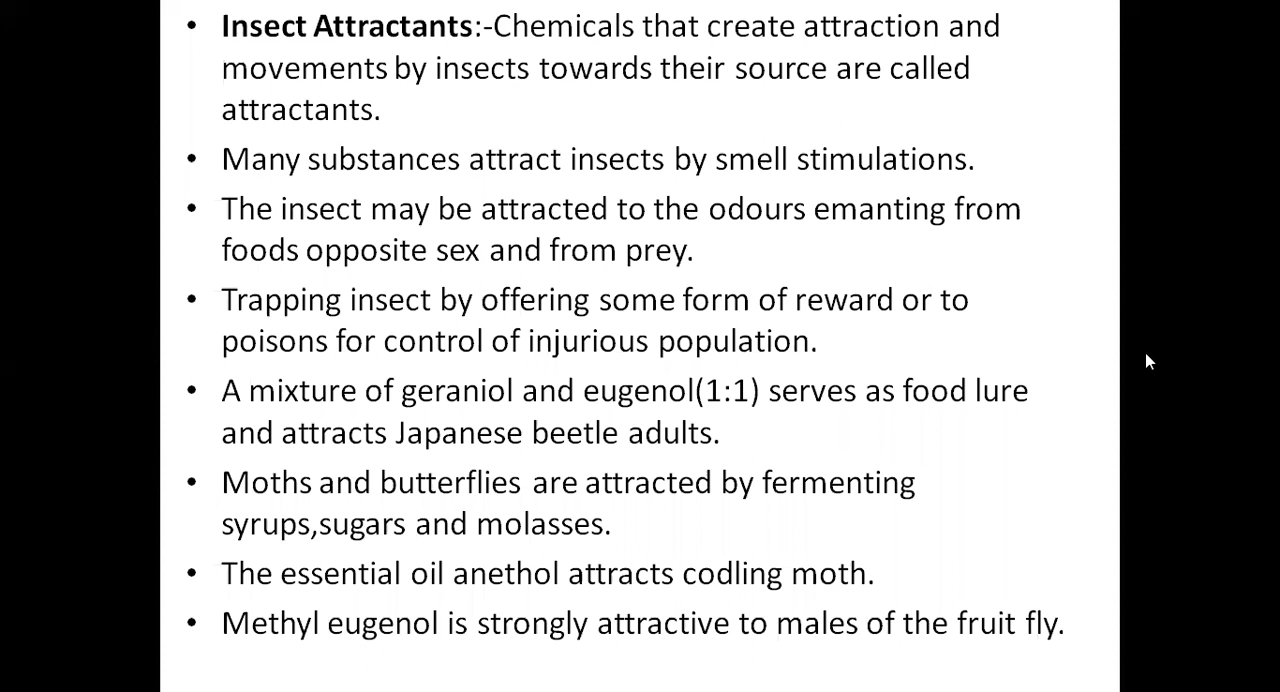 • Insect Attractants:-Chemicals that create attraction and
movements by insects towards their source are called
attractants.
• Many substances attract insects by smell stimulations.
• The insect may be attracted to the odours emanting from
foods opposite sex and from prey.
• Trapping insect by offering some form of reward or to
poisons for control of injurious population.
• A mixture of geraniol and eugenol(1:1) serves as food lure
and attracts Japanese beetle adults.
• Moths and butterflies are attracted by fermenting
syrups,sugars and molasses.
• The essential oil anethol attracts codling moth.
• Methyl eugenol is strongly attractive to males of the fruit fly.